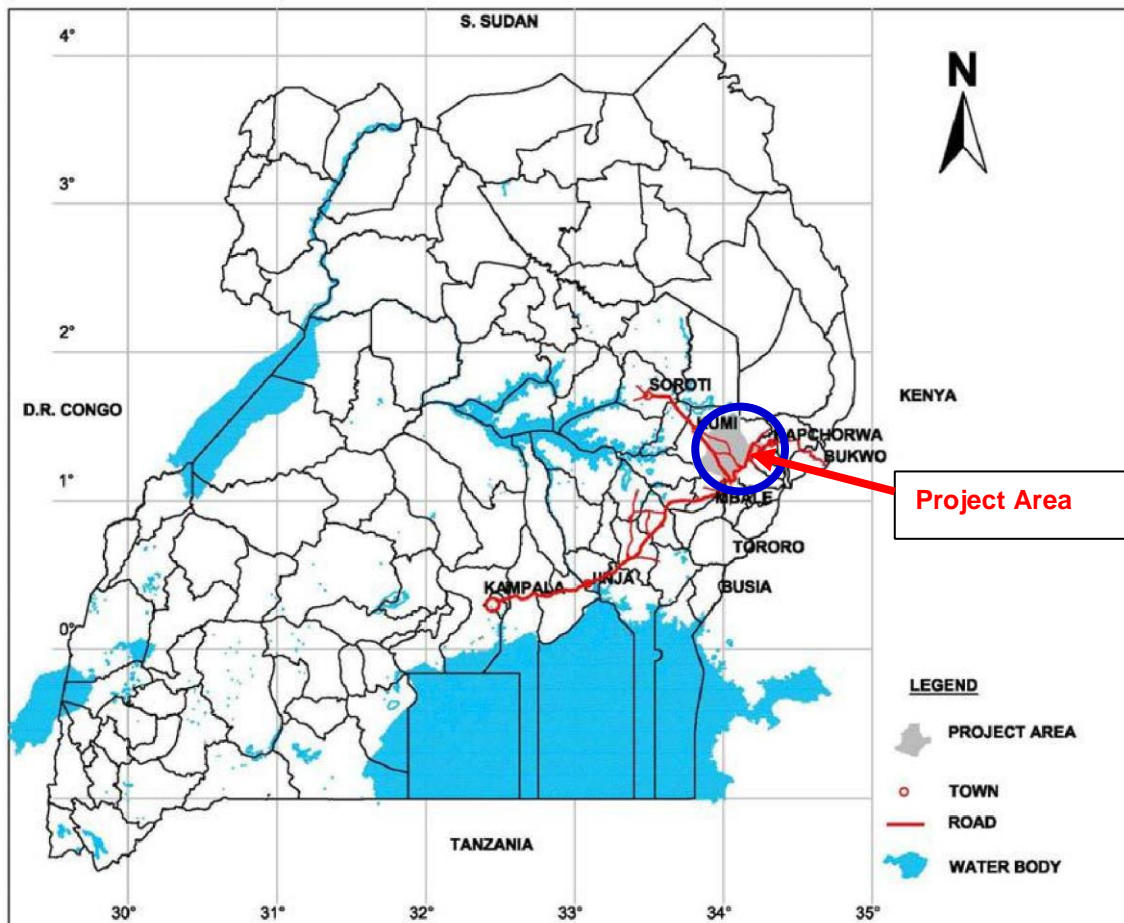 S. SUDAN
4°
N
3°
2°
SOROTI
D.R. CONGO
KENYA
KUMI
KAPCHORWA
BUKWO
1°
Project Area
MBALE
TORORO
KAMPALA
JINJA
BUSIA
0°
LEGEND
PROJECT AREA
TOWN
ROAD
TANZANIA
WATER BODY
30°
31°
32°
33°
34°
35°